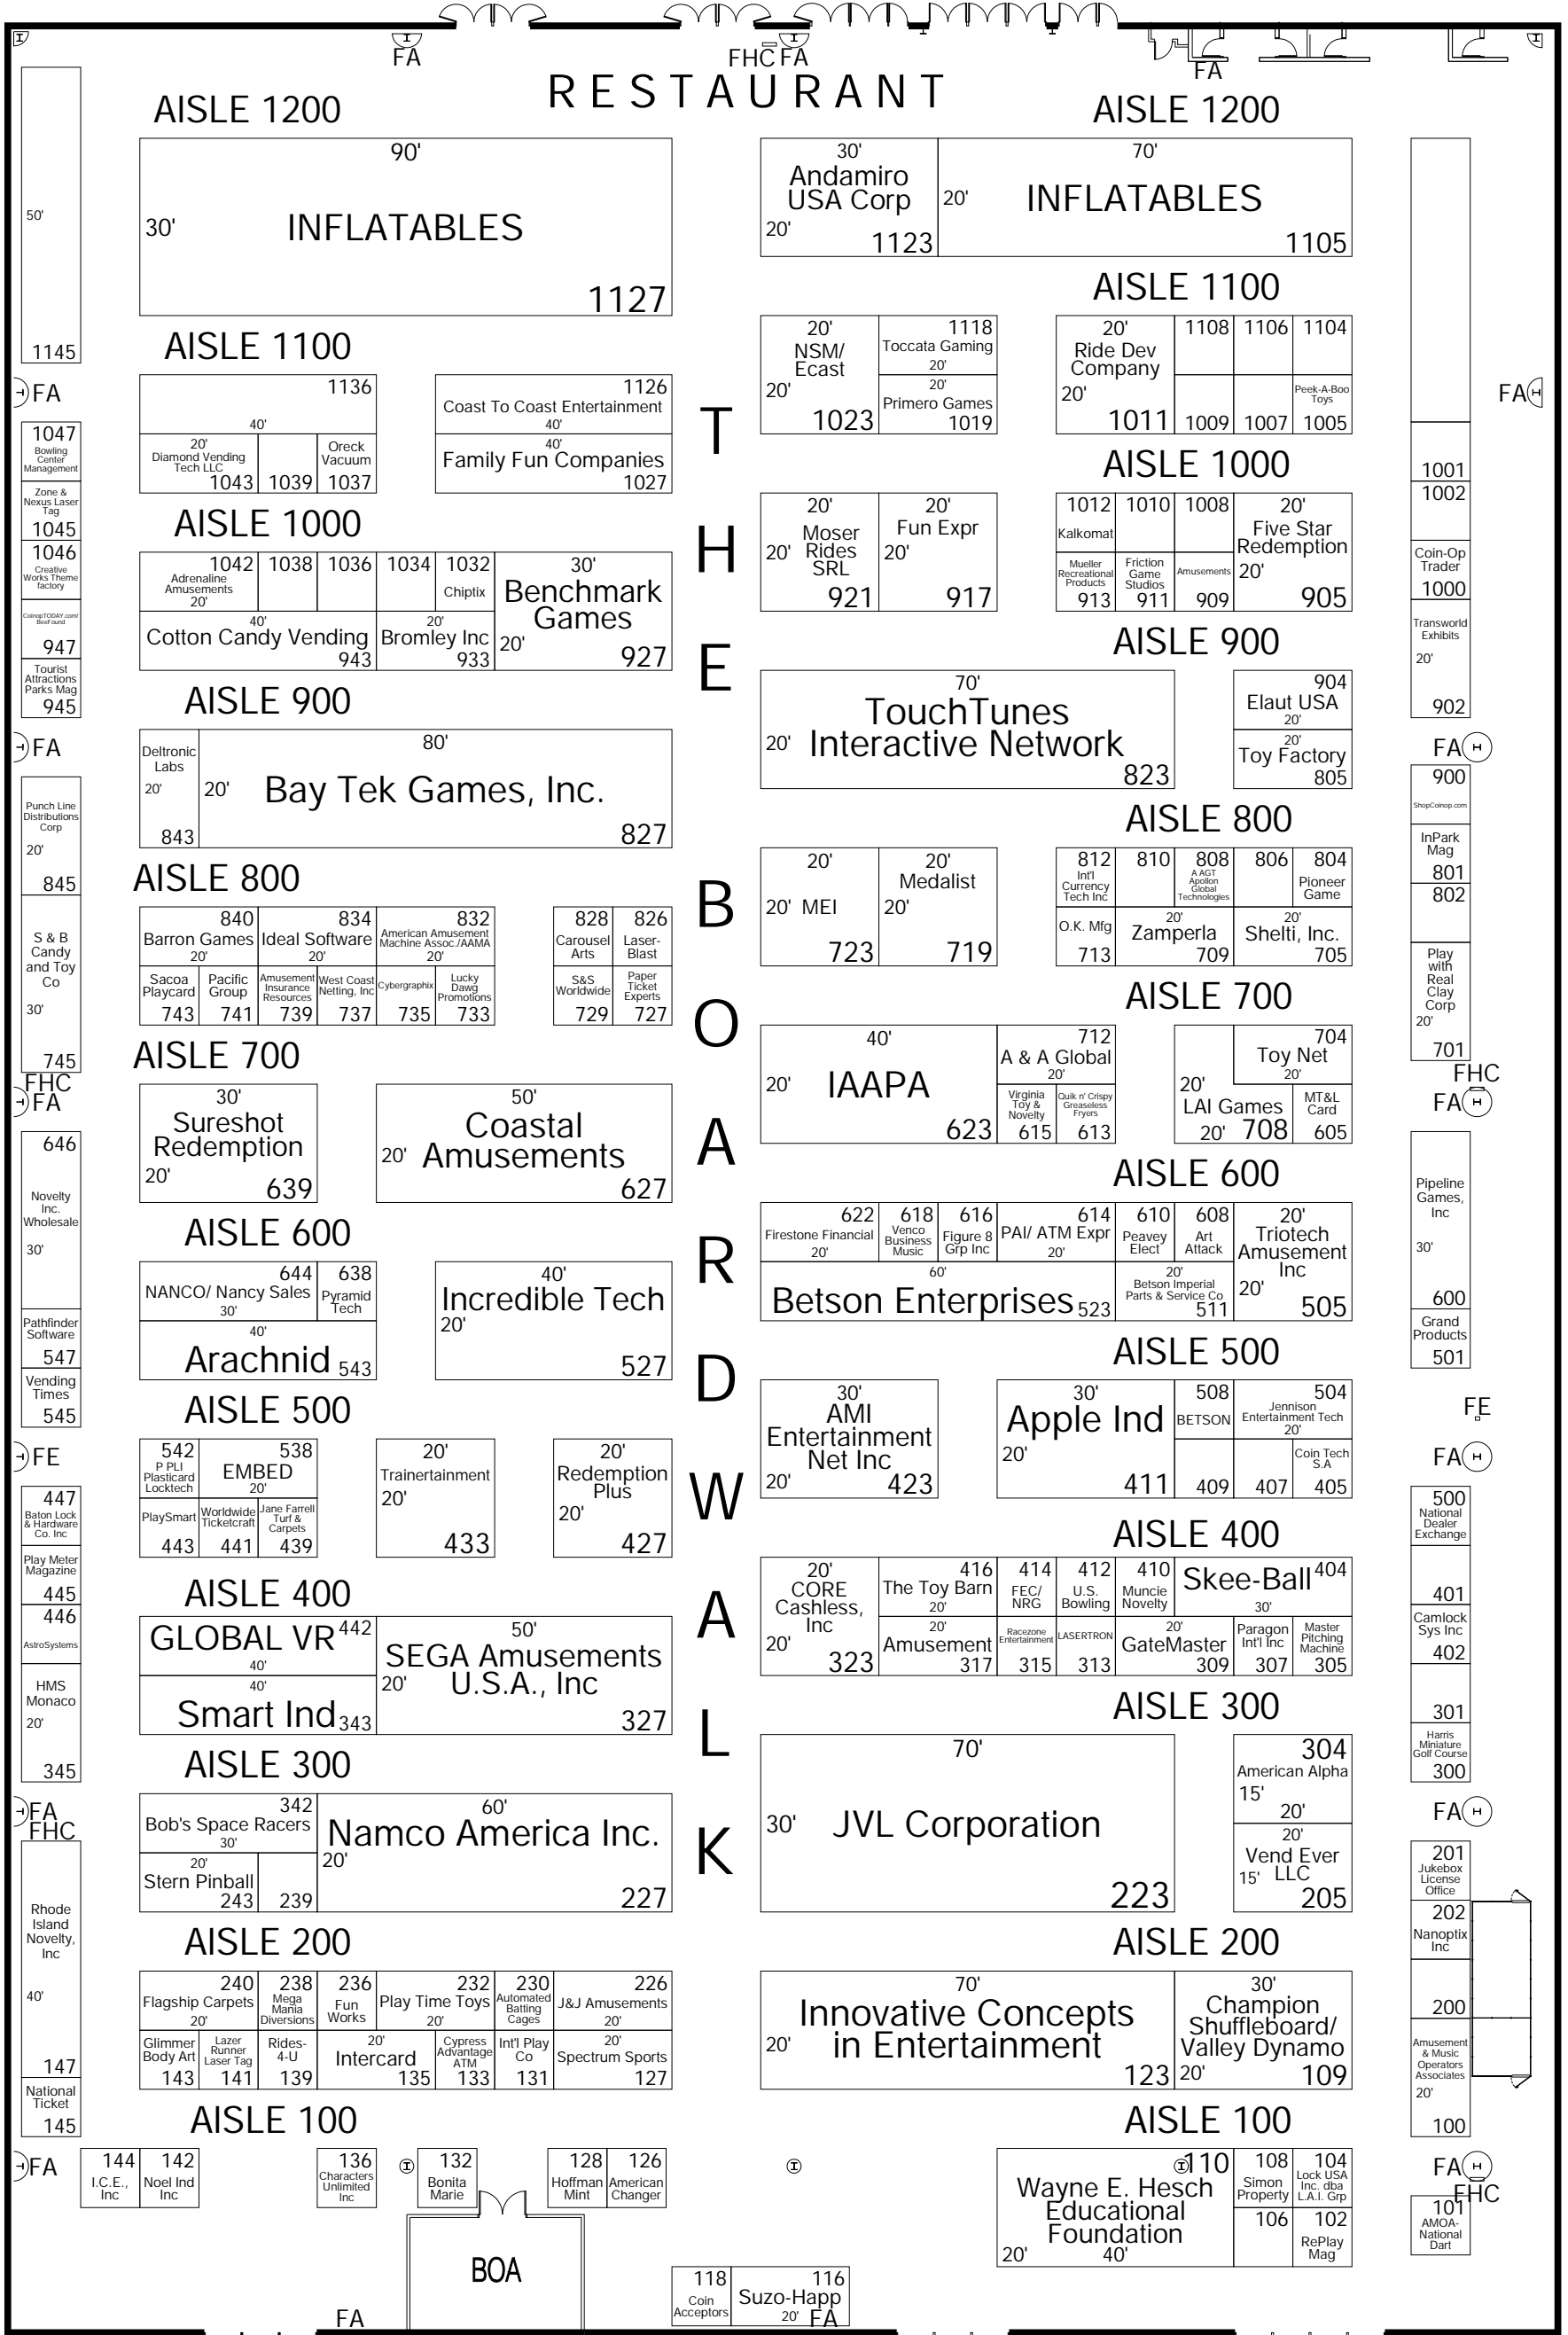 FA
FHC FA
FA
RESTAURANT
AISLE 1200
AISLE 1200
50'
1145
90'
30'
INFLATABLES
1127
30'
Andamiro
USA Corp
20'
1123
70'
20'
INFLATABLES
1105
AISLE 1100
AISLE 1100
FA
FA
1136
40'
20'
Diamond Vending
Tech LLC
1043
1039
Oreck
Vacuum
1037
1126
Coast To Coast Entertainment
40'
40'
Family Fun Companies
1027
20'
NSM/
Ecast
20'
1023
1118
Toccata Gaming
20'
20'
Primero Games
1019
20'
Ride Dev
Company
20'
1011
1108
1106
1104
1009
1007
Peek-A-Boo
Toys
1005
1047
Bowling
Center
Management
Zone &
Nexus Laser
Tag
1045
1046
Creative
Works Theme
factory
CoinopTODAY.com/
BeeFound
947
Tourist
Attractions
Parks Mag
945
1001
1002
Coin-Op
Trader
1000
Transworld
Exhibits
20'
902
AISLE 1000
AISLE 1000
1042
Adrenaline
Amusements
20'
1038
1036
1034
1032
Chiptix
40'
Cotton Candy Vending
943
20'
Bromley Inc
933
30'
Benchmark
Games
20'
927
20'
Moser
20' Rides
SRL
921
20'
Fun Expr
20'
917
1012
Kalkomat
1010
1008
Mueller
Recreational
Products
913
Friction
Game
Studios
911
Amusements
909
20'
Five Star
Redemption
20'
905
AISLE 900
AISLE 900
FA
FA
Deltronic
Labs
20'
843
80'
20'
Bay Tek Games, Inc.
827
70'
TouchTunes
20' Interactive Network
823
904
Elaut USA
20'
20'
Toy Factory
805
Punch Line
Distributions
Corp
20'
845
S & B
Candy
and Toy
Co
30'
745
900
ShopCoinop.com
InPark
Mag
801
802
Play
with
Real
Clay
Corp
20'
701
AISLE 800
AISLE 800
840
Barron Games
20'
834
Ideal Software
20'
832
American Amusement
Machine Assoc./AAMA
20'
Sacoa
Playcard
743
Pacific
Group
741
Amusement
Insurance
Resources
739
West Coast
Netting, Inc
737
Cybergraphix
735
Lucky
Dawg
Promotions
733
828
Carousel
Arts
826
Laser-
Blast
S&S
Worldwide
729
Paper
Ticket
Experts
727
20'
20' MEI
723
20'
Medalist
20'
719
812
Int'l
Currency
Tech Inc
810
808
A AGT
Apollon
Global
Technologies
806
804
Pioneer
Game
O.K. Mfg
713
20'
Zamperla
709
20'
Shelti, Inc.
705
AISLE 700
AISLE 700
FHC
FA
FHC
FA
30'
Sureshot
Redemption
20'
639
50'
Coastal
20' Amusements
627
40'
20' IAAPA
623
712
A & A Global
20'
Virginia
Toy &
Novelty
615
Quik n' Crispy
Greaseless
Fryers
613
704
Toy Net
20'
20'
LAI Games
20' 708
MT&L
Card
605
646
Novelty
Inc.
Wholesale
30'
Pathfinder
Software
547
Vending
Times
545
Pipeline
Games,
Inc
30'
600
Grand
Products
501
AISLE 600
AISLE 600
644
NANCO/ Nancy Sales
30'
638
Pyramid
Tech
40'
Arachnid 543
40'
Incredible Tech
20'
527
622
Firestone Financial
20'
618
Venco
Business
Music
616
Figure 8
Grp Inc
614
PAI/ ATM Expr
20'
610
Peavey
Elect
608
Art
Attack
60'
Betson Enterprises 523
20'
Betson Imperial
Parts & Service Co
511
20'
Triotech
Amusement
Inc
20'
505
AISLE 500
AISLE 500
FE
FE
FA
542
P PLI
Plasticard
Locktech
538
EMBED
20'
PlaySmart
443
Worldwide
Ticketcraft
441
Jane Farrell
Turf &
Carpets
439
20'
Trainertainment
20'
433
20'
Redemption
Plus
20'
427
30'
AMI
Entertainment
Net Inc
20'
423
30'
Apple Ind
20'
411
508
BETSON
504
Jennison
Entertainment Tech
20'
409
407
Coin Tech
S.A
405
447
Baton Lock
& Hardware
Co. Inc
Play Meter
Magazine
445
446
AstroSystems
HMS
Monaco
20'
345
500
National
Dealer
Exchange
401
Camlock
Sys Inc
402
301
Harris
Miniature
Golf Course
300
AISLE 400
AISLE 400
GLOBAL VR 442
40'
40'
Smart Ind 343
50'
SEGA Amusements
20' U.S.A., Inc
327
20'
CORE
Cashless,
Inc
20'
323
416
The Toy Barn
20'
414
FEC/
NRG
412
U.S.
Bowling
410
Muncie
Novelty
Skee-Ball 404
30'
20'
Amusement
317
Racezone
Entertainment
315
LASERTRON
313
20'
GateMaster
309
Paragon
Int'l Inc
307
Master
Pitching
Machine
305
AISLE 300
AISLE 300
FA
FHC
FA
342
Bob's Space Racers
30'
20'
Stern Pinball
243
239
60'
Namco America Inc.
20'
227
70'
30' JVL Corporation
223
304
American Alpha
15'
20'
20'
Vend Ever
15' LLC
205
Rhode
Island
Novelty,
Inc
40'
147
National
Ticket
145
201
Jukebox
License
Office
202
Nanoptix
Inc
200
Amusement
& Music
Operators
Associates
20'
100
AISLE 200
AISLE 200
240
Flagship Carpets
20'
238
Mega
Mania
Diversions
236
Fun
Works
232
Play Time Toys
20'
230
Automated
Batting
Cages
226
J&J Amusements
20'
Glimmer
Body Art
143
Lazer
Runner
Laser Tag
141
Rides-
4-U
139
20'
Intercard
135
Cypress
Advantage
ATM
133
Int'l Play
Co
131
20'
Spectrum Sports
127
70'
Innovative Concepts
20' in Entertainment
123
30'
Champion
Shuffleboard/
Valley Dynamo
20'
109
AISLE 100
AISLE 100
THE BOARDWALK
FA
FA
FHC
144
I.C.E.,
Inc
142
Noel Ind
Inc
136
Characters
Unlimited
Inc
132
Bonita
Marie
128
Hoffman
Mint
126
American
Changer
110
Wayne E. Hesch
Educational
Foundation
20' 40'
108
Simon
Property
104
Lock USA
Inc. dba
L.A.I. Grp
106
102
RePlay
Mag
101
AMOA-
National
Dart
BOA
118
Coin
Acceptors
116
Suzo-Happ
20'
FA
FA